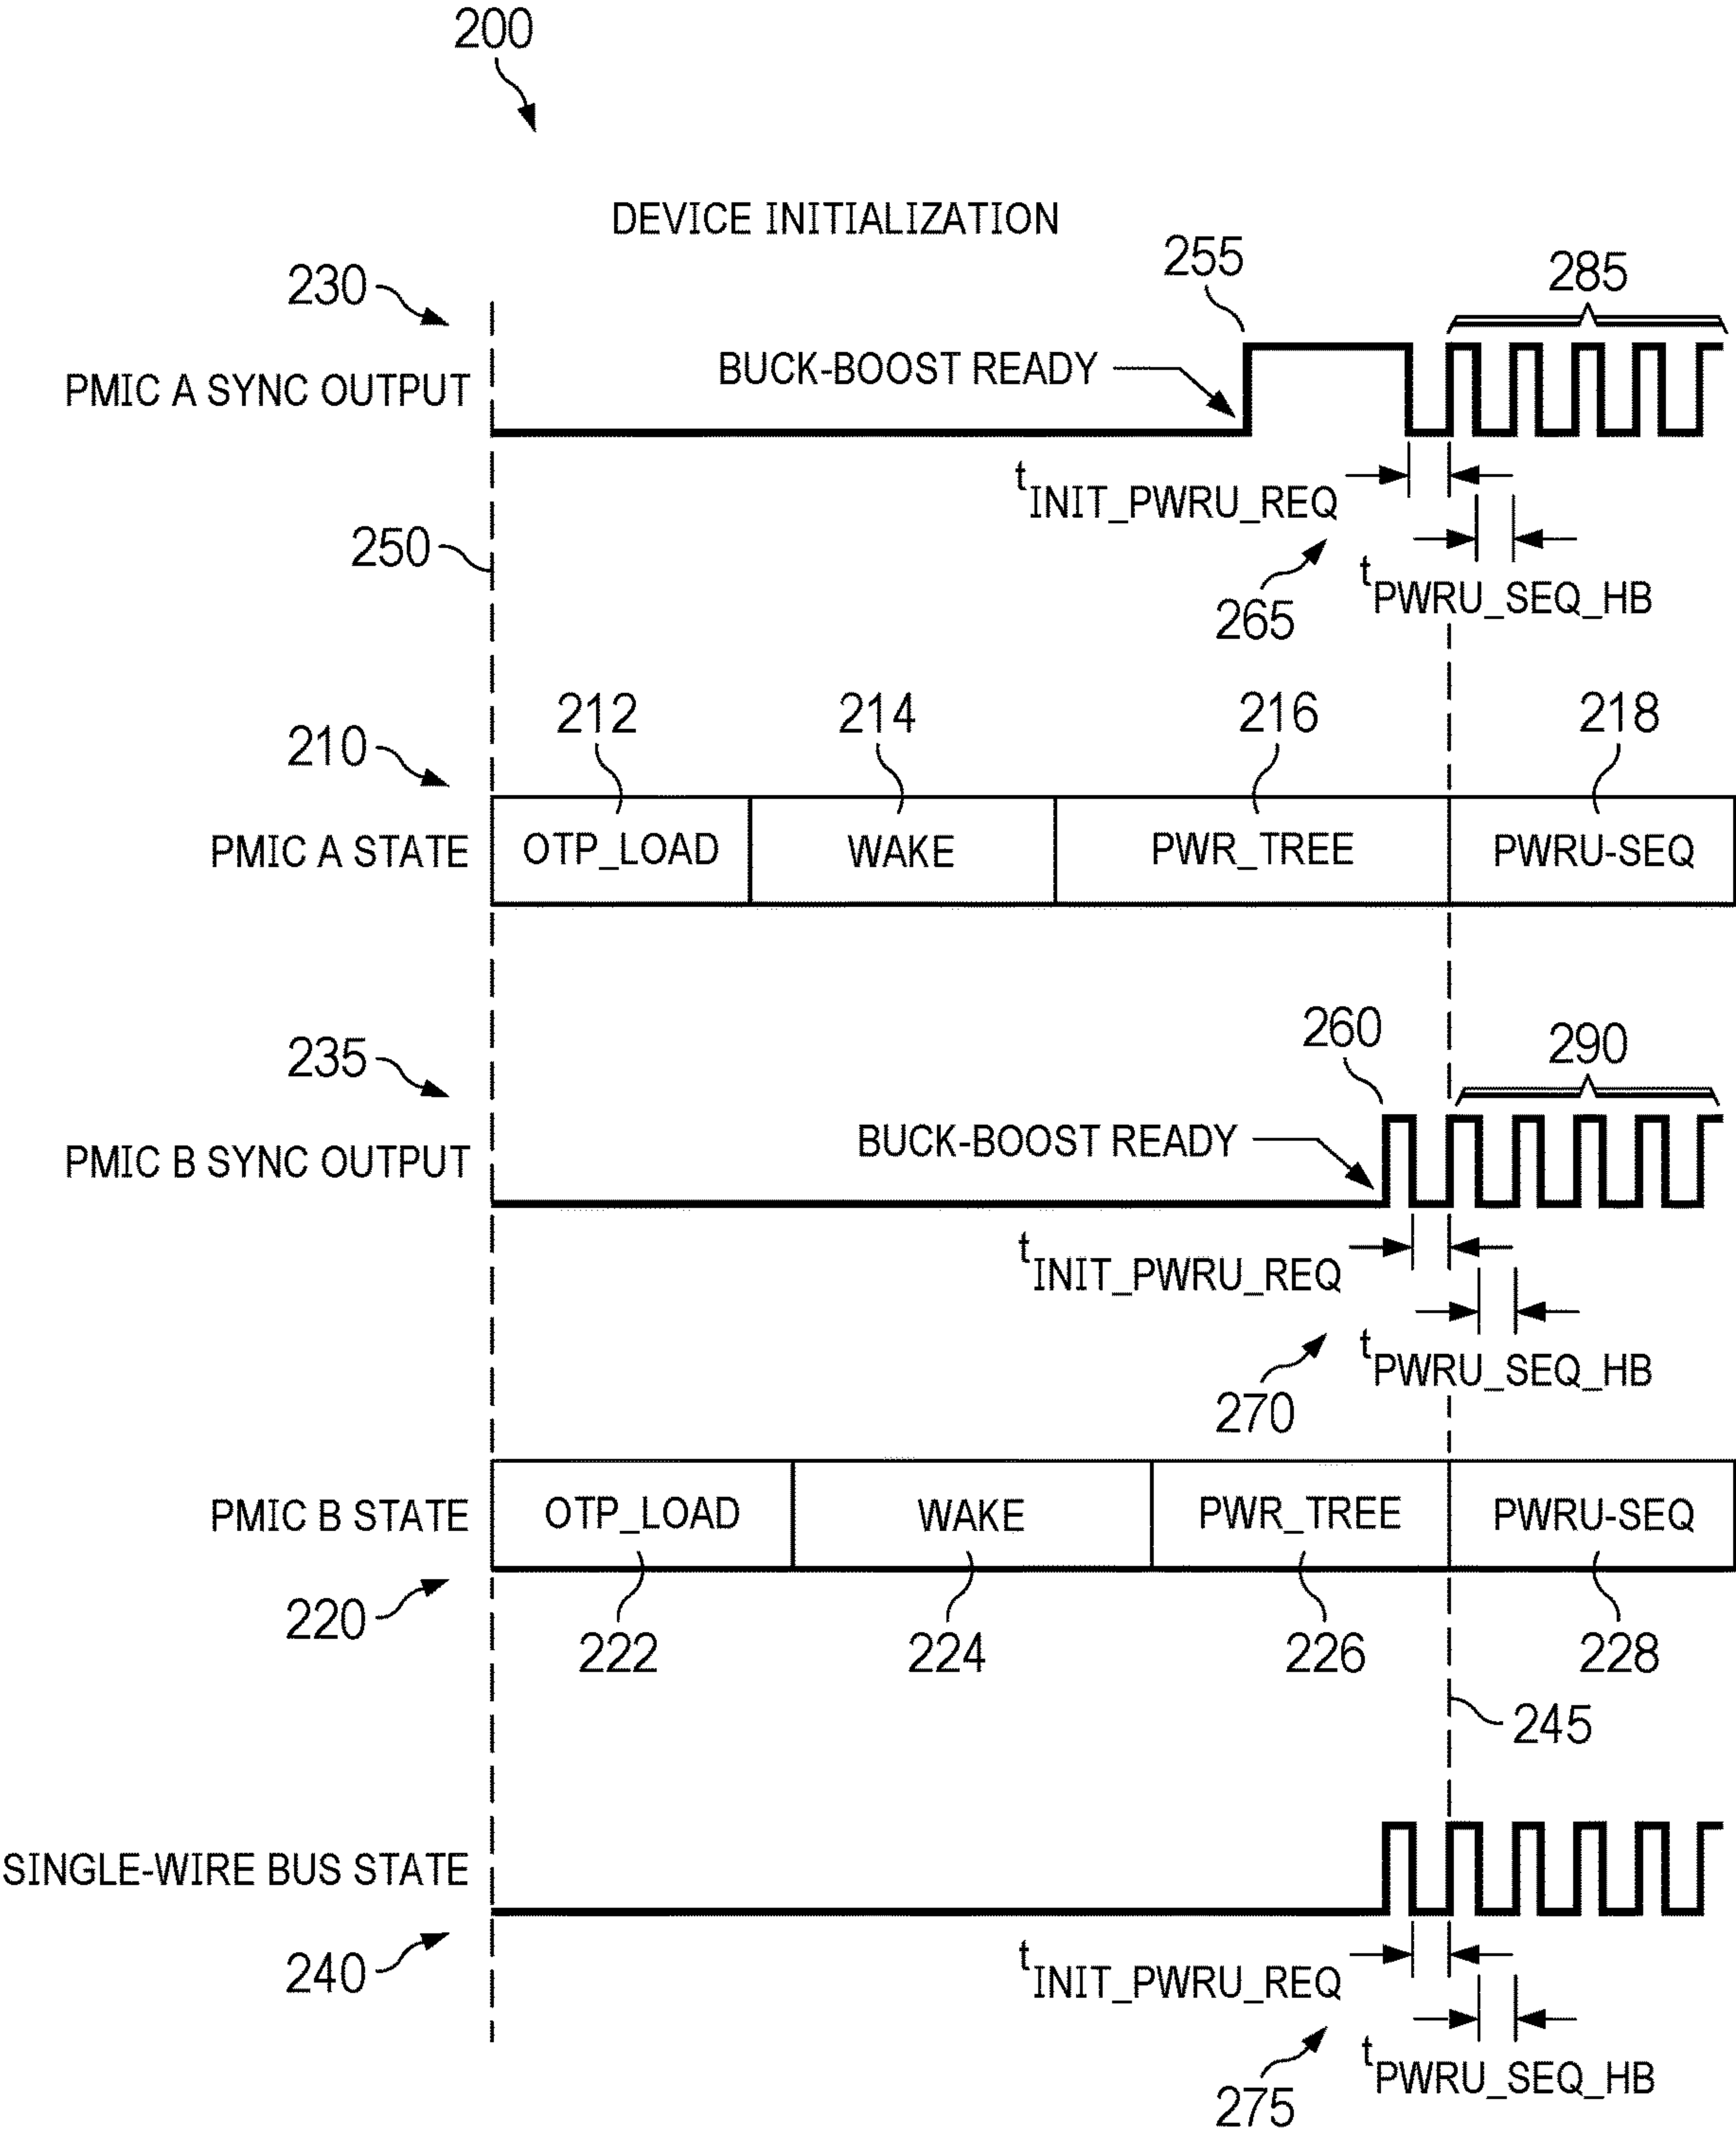 200
DEVICE INITIALIZATION
230
255
285
BUCK-BOOST READY
PMIC A SYNC OUTPUT
tINIT_PWRU_REQ
250
265
tPWRU_SEQ_HB
212
214
216
218
210
PMIC A STATE
OTP_LOAD
WAKE
PWR_TREE
PWRU-SEQ
235
260
290
BUCK-BOOST READY
PMIC B SYNC OUTPUT
tINIT_PWRU_REQ
270
tPWRU_SEQ_HB
PMIC B STATE
OTP_LOAD
WAKE
PWR_TREE
PWRU-SEQ
220
222
224
226
228
245
SINGLE-WIRE BUS STATE
240
tINIT_PWRU_REQ
275
tPWRU_SEQ_HB